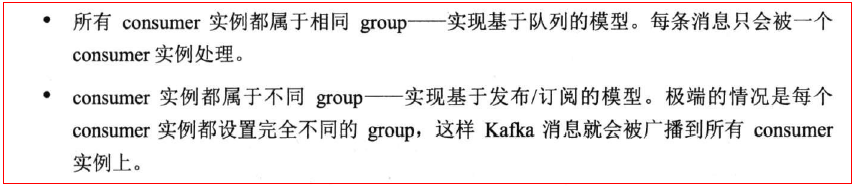 • 所有 consumer 实例都属于相同 group——实现基于队列的模型。每条消息只会被一个
consumer 实例处理。
• consumer 实例都属于不同 group——实现基于发布/订阅的模型。极端的情况是每个
consumer 实例都设置完全不同的 group，这样 Kafka 消息就会被广播到所有 consumer
实例上。